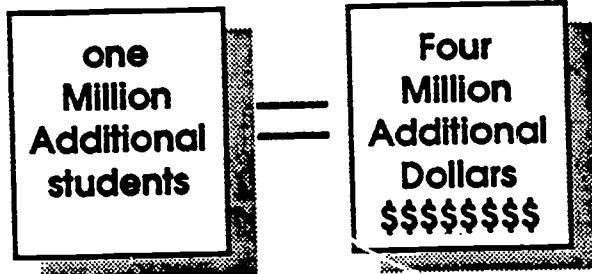 one
Million
Additional
students
=
Four
Million
Additional
Dollars
$$$$$$$$